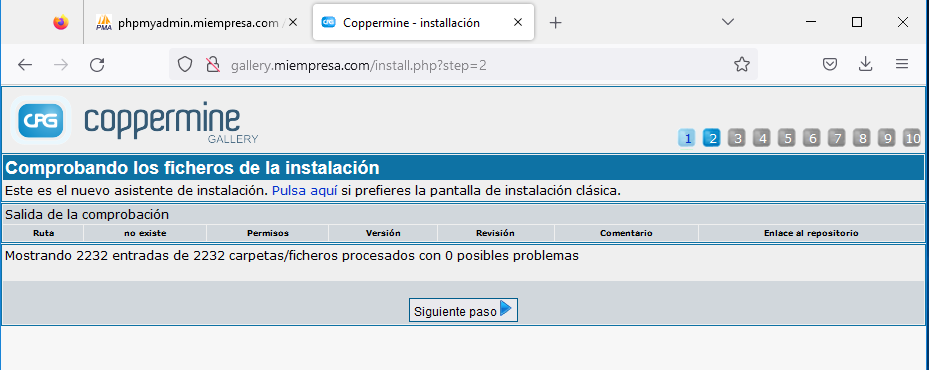 phpmyadmin.miempresa.com
Coppermine - instalación
gallery.miempresa.com/install.php?step=2
CPG
coppermine
GALLERY
1 2 3 4 5 6 7 8 9 10
Comprobando los ficheros de la instalación
Este es el nuevo asistente de instalación. Pulsa aquí si prefieres la pantalla de instalación clásica.
Salida de la comprobación
Ruta no existe Permisos Versión Revisión Comentario Enlace al repositorio
Mostrando 2232 entradas de 2232 carpetas/ficheros procesados con 0 posibles problemas
Siguiente paso